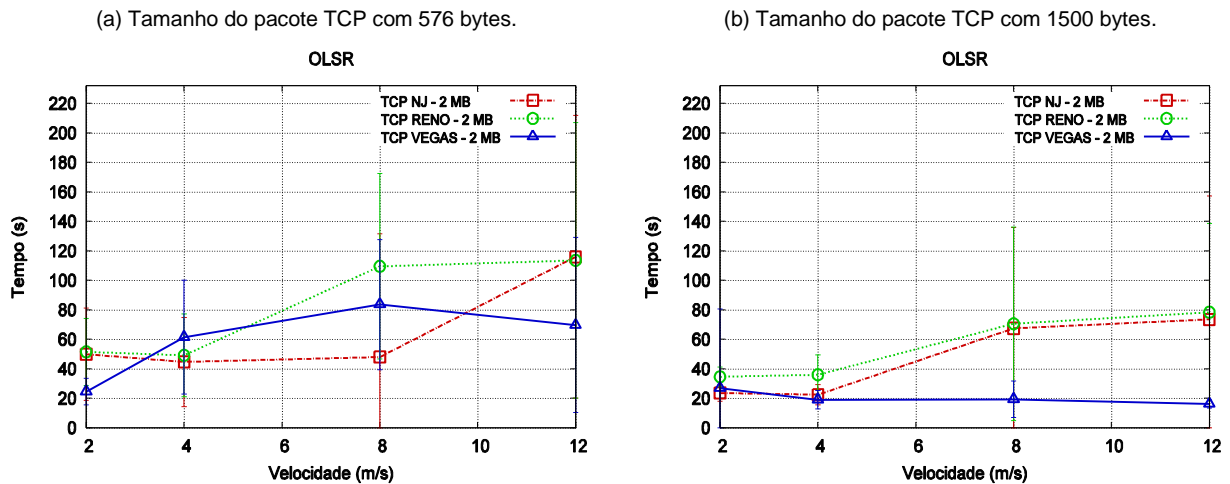 (a) Tamanho do pacote TCP com 576 bytes.
OLSR
TCP NJ - 2 MB
TCP RENO - 2 MB
TCP VEGAS - 2 MB
220
200
180
160
140
120
100
80
60
40
20
0
Tempo (s)
2
4
6
8
10
12
Velocidade (m/s)
(b) Tamanho do pacote TCP com 1500 bytes.
OLSR
TCP NJ - 2 MB
TCP RENO - 2 MB
TCP VEGAS - 2 MB
220
200
180
160
140
120
100
80
60
40
20
0
Tempo (s)
2
4
6
8
10
12
Velocidade (m/s)